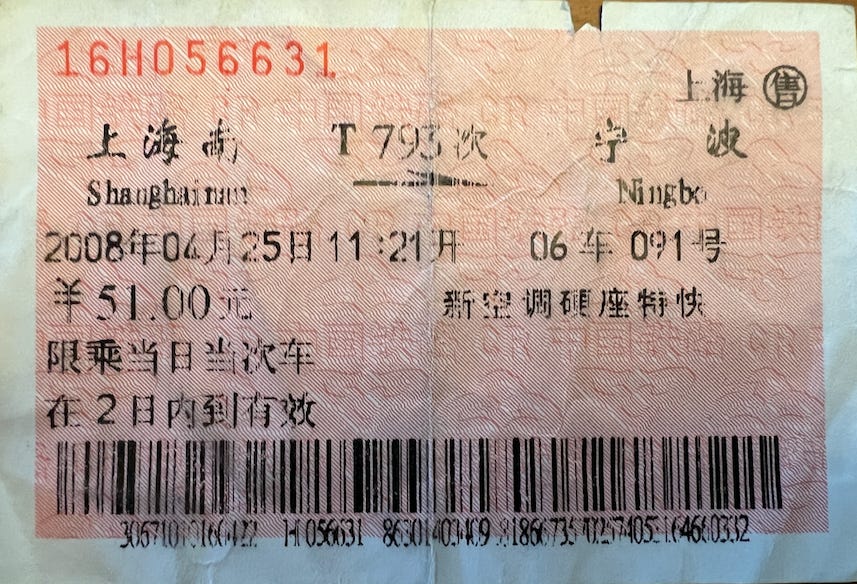 16H056631
上海 售
上海南 T 793次 宁波
Shanghainan Ningbo
2008年04月25日 11:21开 06车 091号
￥51.00元 新空调硬座特快
限乘当日当次车
在2日内到有效
H056631